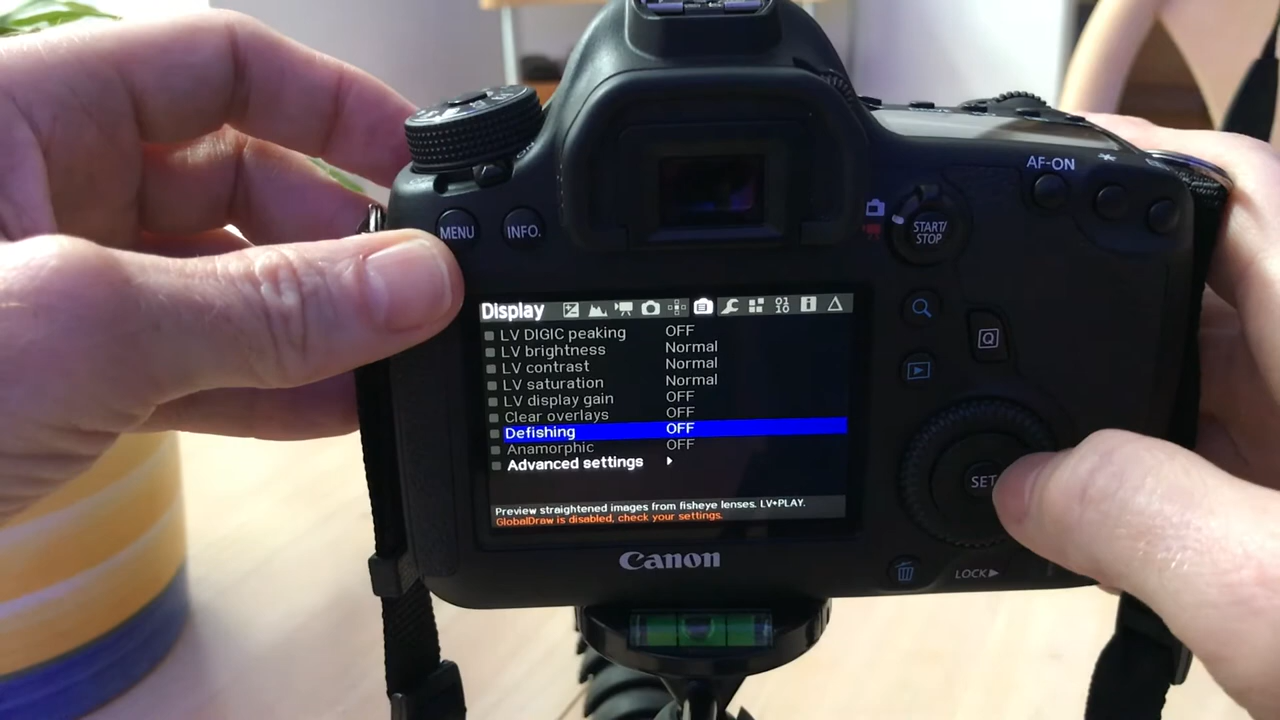 AF-ON
MENU
INFO.
START/
STOP
Display
01
10
LV DIGIC peaking OFF
LV brightness Normal
LV contrast Normal
LV saturation Normal
LV display gain OFF
Clear overlays OFF
Defishing OFF
Anamorphic OFF
Advanced settings
Preview straightened images from fisheye lenses. LV+PLAY.
GlobalDraw is disabled, check your settings.
Q
SET
Canon
LOCK